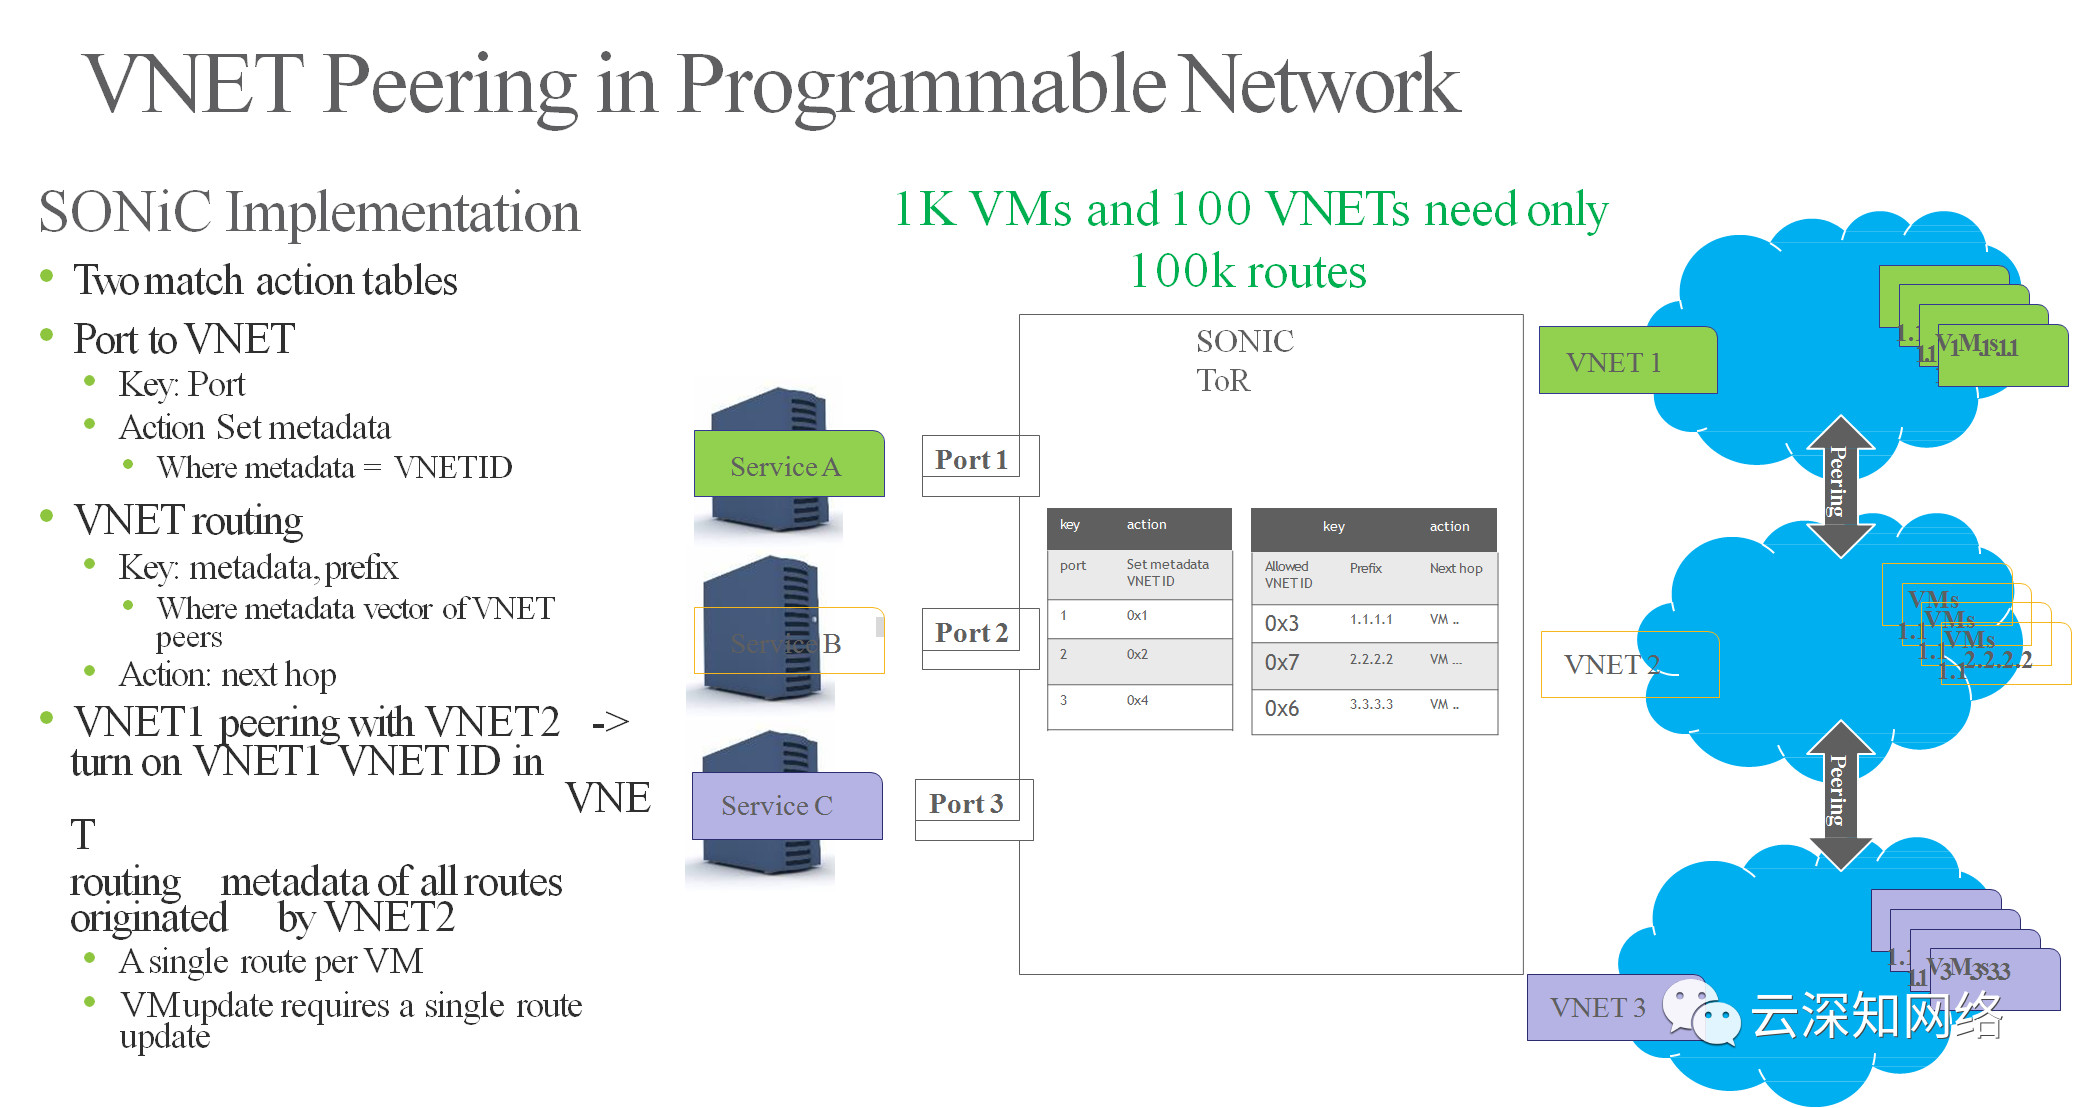 VNET Peering in Programmable Network
SONiC Implementation
• Two match action tables
• Port to VNET
• Key: Port
• Action Set metadata
• Where metadata = VNET ID
• VNET routing
• Key: metadata, prefix
• Where metadata vector of VNET
peers
• Action: next hop
• VNET1 peering with VNET2 ->
turn on VNET1 VNET ID in
VNE
T
routing metadata of all routes
originated by VNET2
• A single route per VM
• VM update requires a single route
update
1K VMs and 100 VNETs need only
100k routes
SONIC
ToR
Service A
Port 1
Service B
Port 2
Service C
Port 3
key action
port Set metadata
VNET ID
1 0x1
2 0x2
3 0x4
key action
Allowed
VNET ID Prefix Next hop
0x3 1.1.1.1 VM ..
0x7 2.2.2.2 VM ...
0x6 3.3.3.3 VM ..
VNET 1
Peering
VNET 2
VMs
VMs
VMs
2.2.2.2
Peering
VNET 3
云深知网络